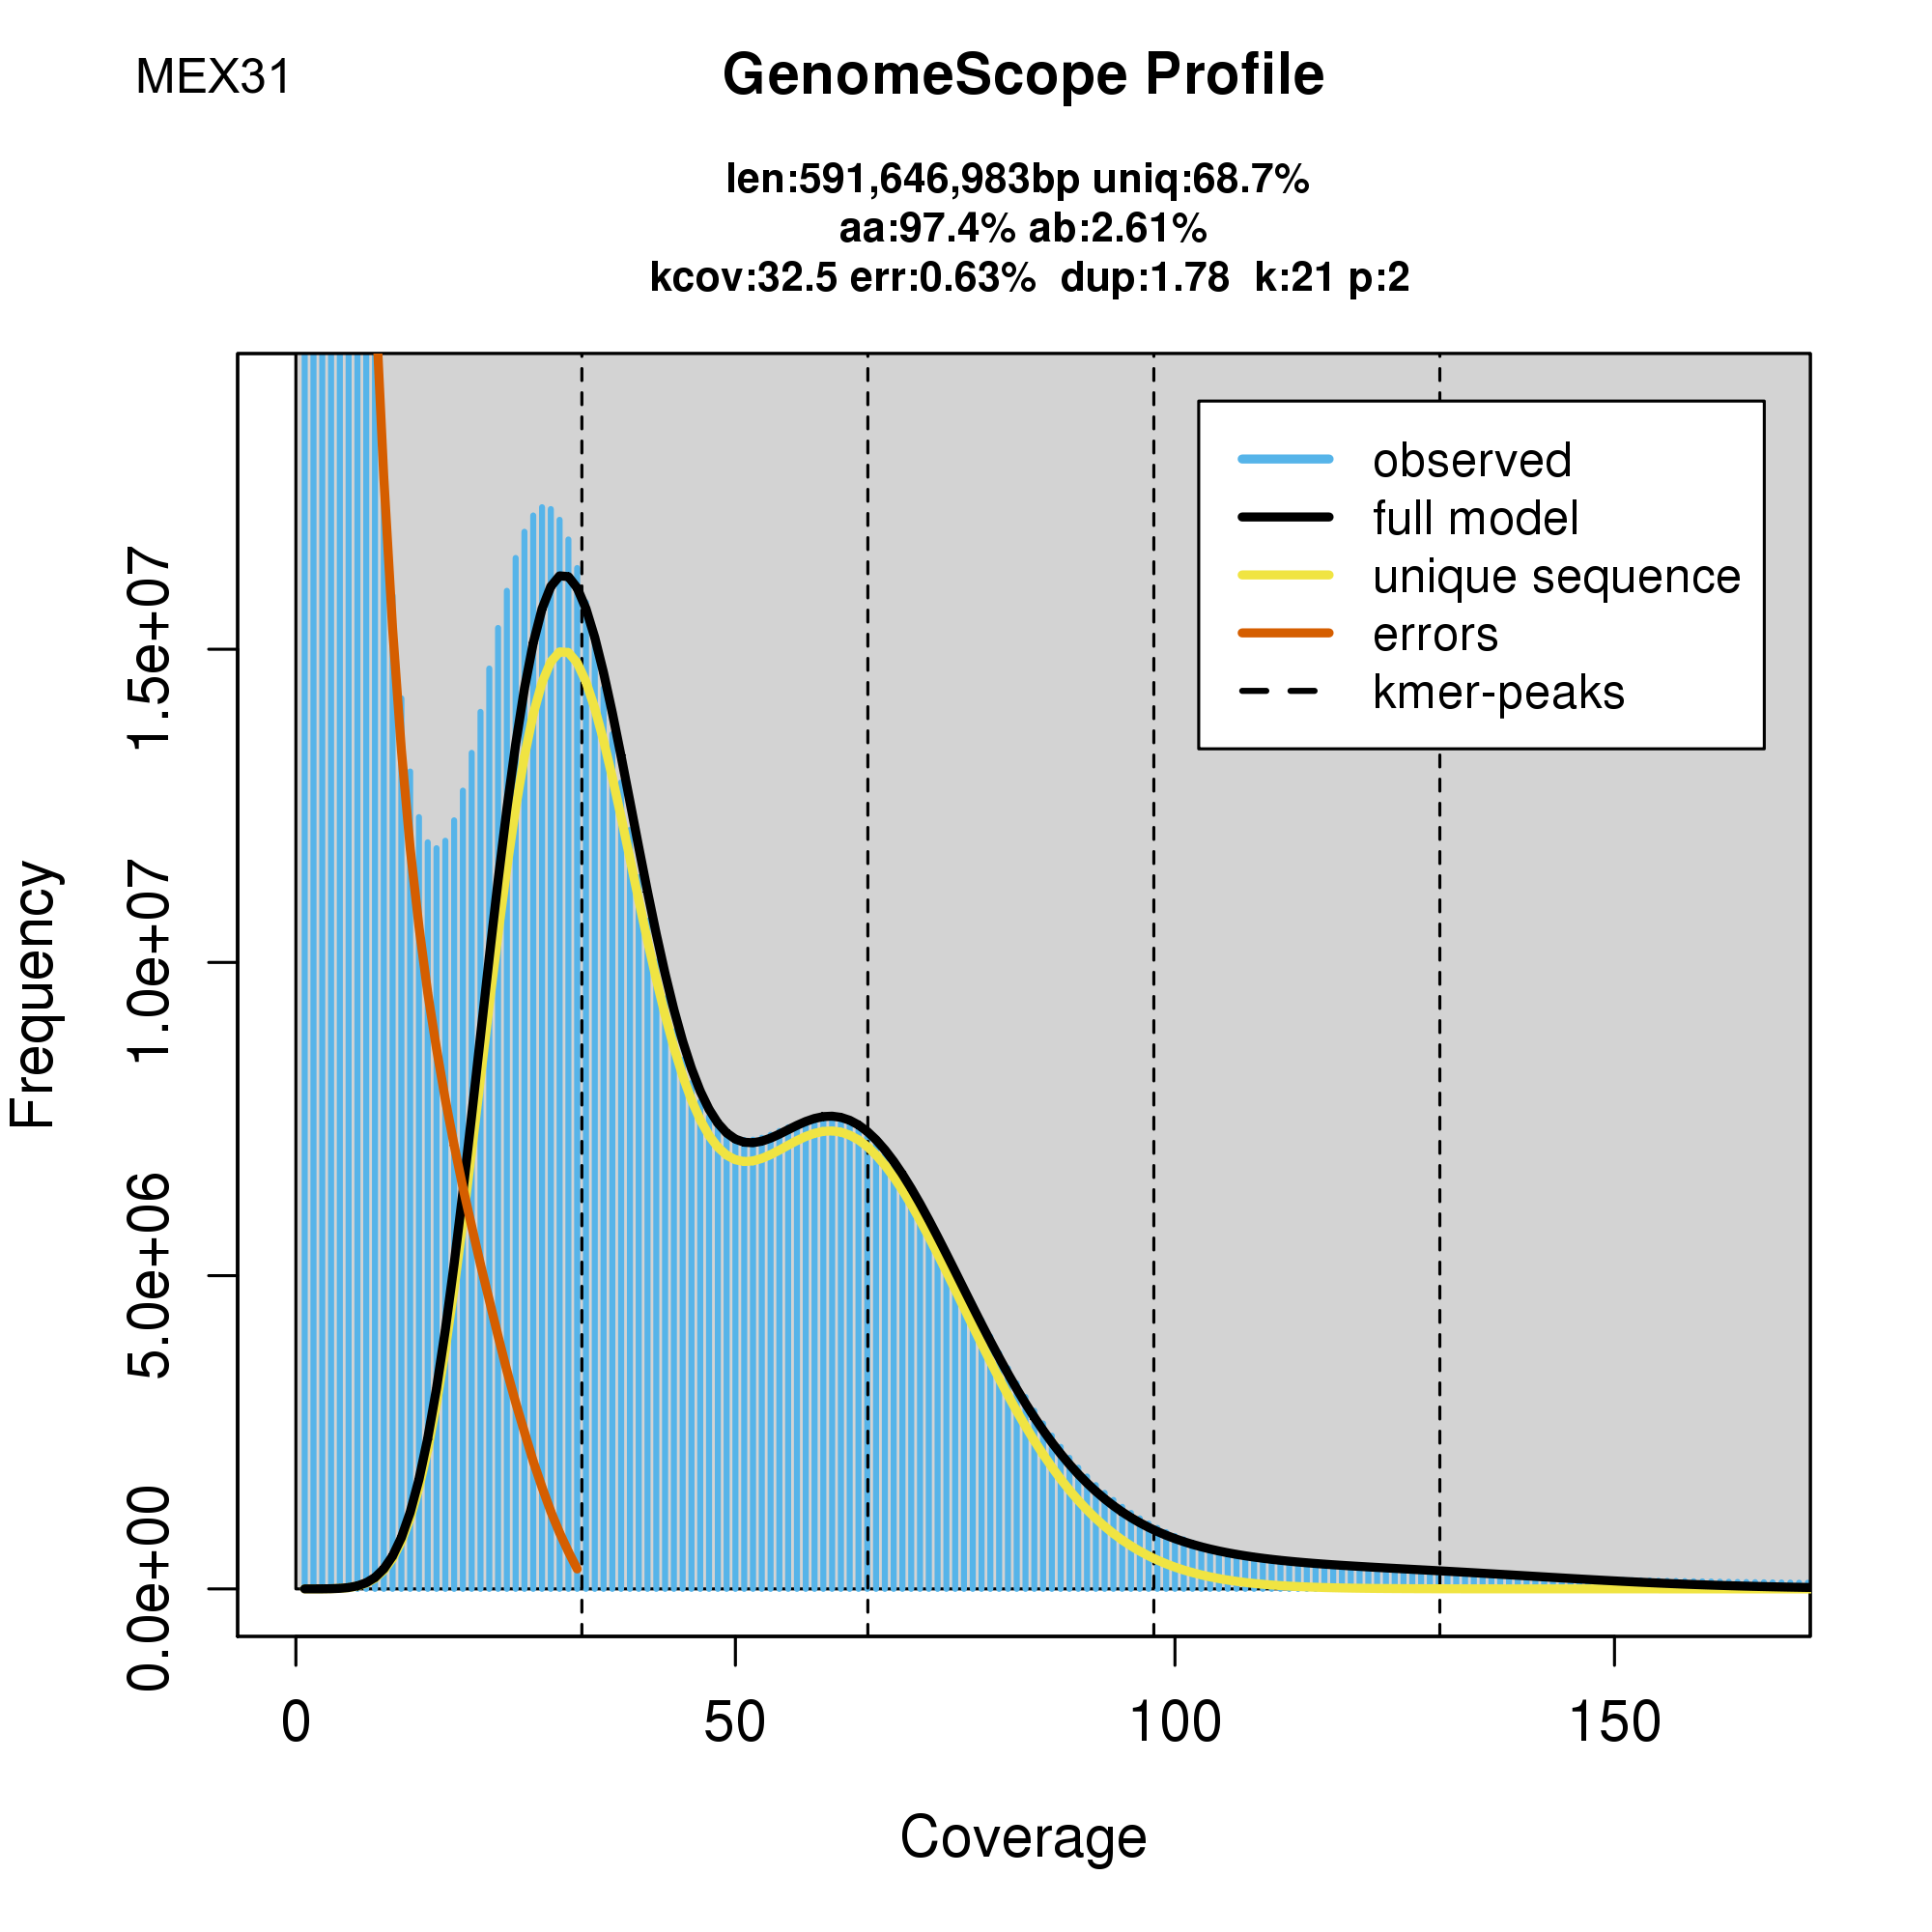 MEX31
GenomeScope Profile
len:591,646,983bp uniq:68.7%
aa:97.4% ab:2.61%
kcov:32.5 err:0.63%  dup:1.78  k:21 p:2
observed
full model
unique sequence
errors
kmer-peaks
Frequency
1.5e+07
1.0e+07
5.0e+06
0.0e+00
0 50 100 150
Coverage